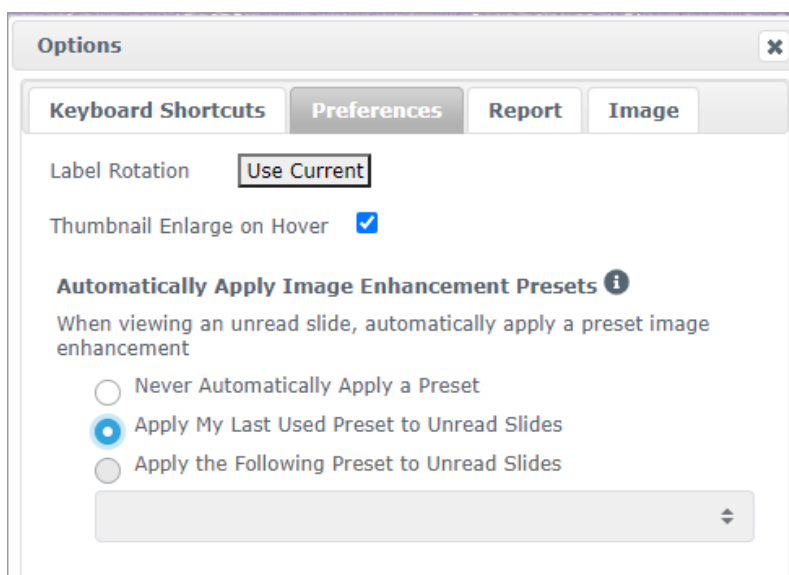 Options
Keyboard Shortcuts Preferences Report Image
Label Rotation Use Current
Thumbnail Enlarge on Hover
Automatically Apply Image Enhancement Presets
When viewing an unread slide, automatically apply a preset image
enhancement
Never Automatically Apply a Preset
Apply My Last Used Preset to Unread Slides
Apply the Following Preset to Unread Slides